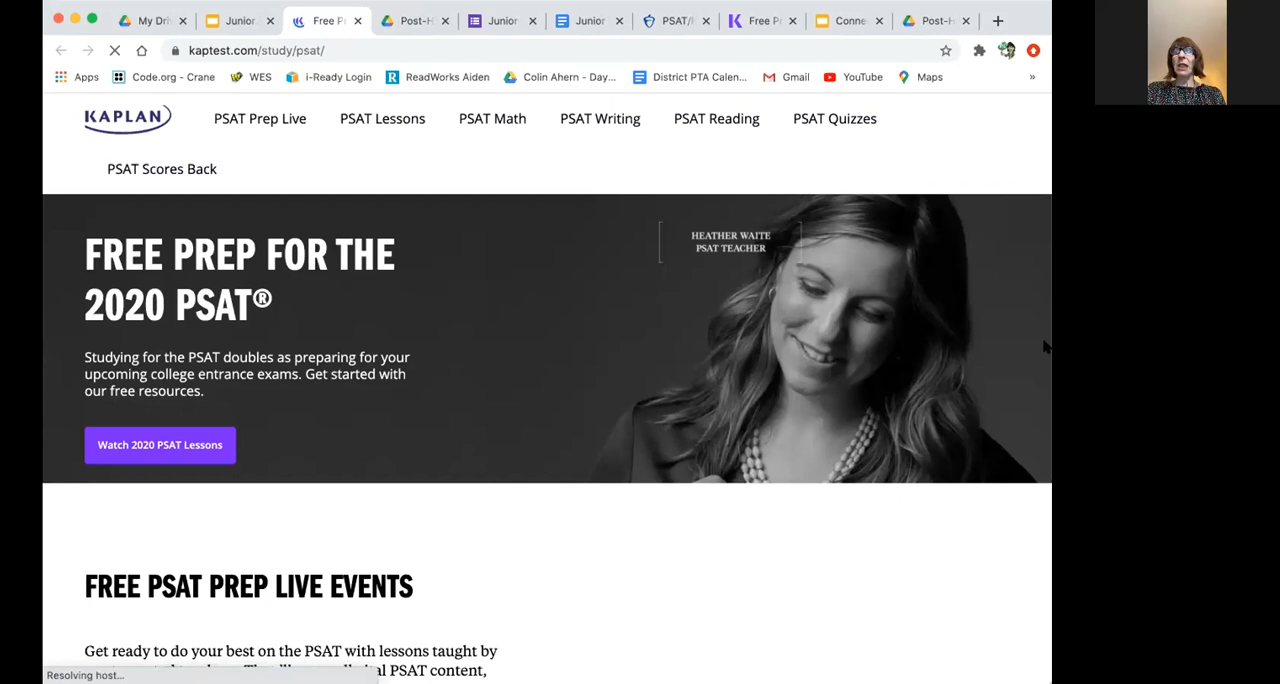 My Dri
Junior
Free P
Post-H
Junior
Junior
PSAT/
Free P
Conne
Post-H
kaptest.com/study/psat/
Apps
Code.org - Crane
WES
i-Ready Login
ReadWorks Aiden
Colin Ahern - Day...
District PTA Calen...
Gmail
YouTube
Maps
»
KAPLAN
PSAT Prep Live
PSAT Lessons
PSAT Math
PSAT Writing
PSAT Reading
PSAT Quizzes
PSAT Scores Back
HEATHER WAITE
PSAT TEACHER
FREE PREP FOR THE
2020 PSAT®
Studying for the PSAT doubles as preparing for your
upcoming college entrance exams. Get started with
our free resources.
Watch 2020 PSAT Lessons
FREE PSAT PREP LIVE EVENTS
Get ready to do your best on the PSAT with lessons taught by
al PSAT content,
Resolving host...